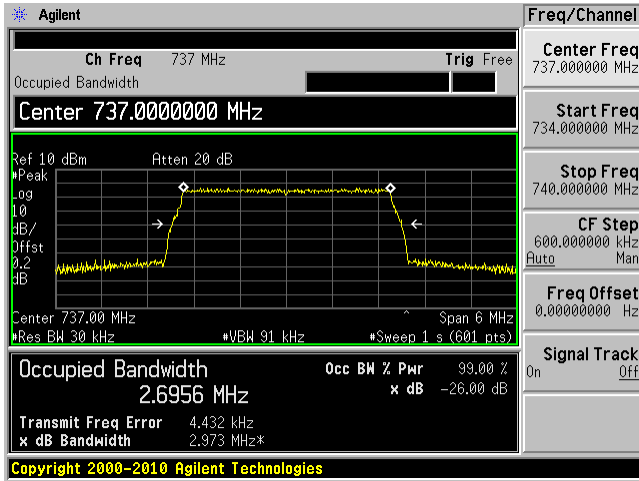 Agilent
Freq/Channel
Ch Freq 737 MHz Trig Free
Occupied Bandwidth
Center 737.0000000 MHz
Center Freq
737.000000 MHz
Start Freq
734.000000 MHz
Stop Freq
740.000000 MHz
CF Step
600.000000 kHz
Auto Man
Freq Offset
0.00000000 Hz
Signal Track
On Off
Ref 10 dBm Atten 20 dB
#Peak
Log
10
dB/
Offst
0.2
dB
Center 737.00 MHz Span 6 MHz
#Res BW 30 kHz #VBW 91 kHz #Sweep 1 s (601 pts)
Occupied Bandwidth
2.6956 MHz
Occ BW % Pwr 99.00 %
x dB -26.00 dB
Transmit Freq Error 4.432 kHz
x dB Bandwidth 2.973 MHz*
Copyright 2000-2010 Agilent Technologies